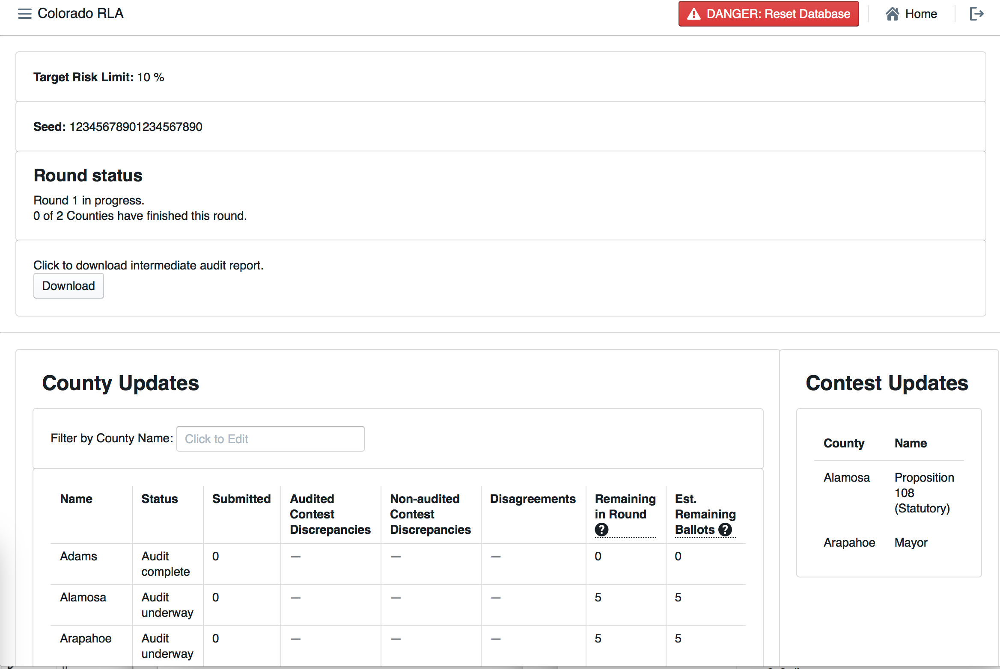 Colorado RLA
DANGER: Reset Database
Home
Target Risk Limit: 10 %
Seed: 12345678901234567890
Round status
Round 1 in progress.
0 of 2 Counties have finished this round.
Click to download intermediate audit report.
Download
County Updates
Filter by County Name: Click to Edit
Name
Status
Submitted
Audited
Contest
Discrepancies
Non-audited
Contest
Discrepancies
Disagreements
Remaining
in Round
?
Est.
Remaining
Ballots ?
Adams
Audit
complete
0
—
—
—
0
0
Alamosa
Audit
underway
0
—
—
—
5
5
Arapahoe
Audit
underway
0
—
—
—
5
5
Contest Updates
County
Name
Alamosa
Proposition
108
(Statutory)
Arapahoe
Mayor